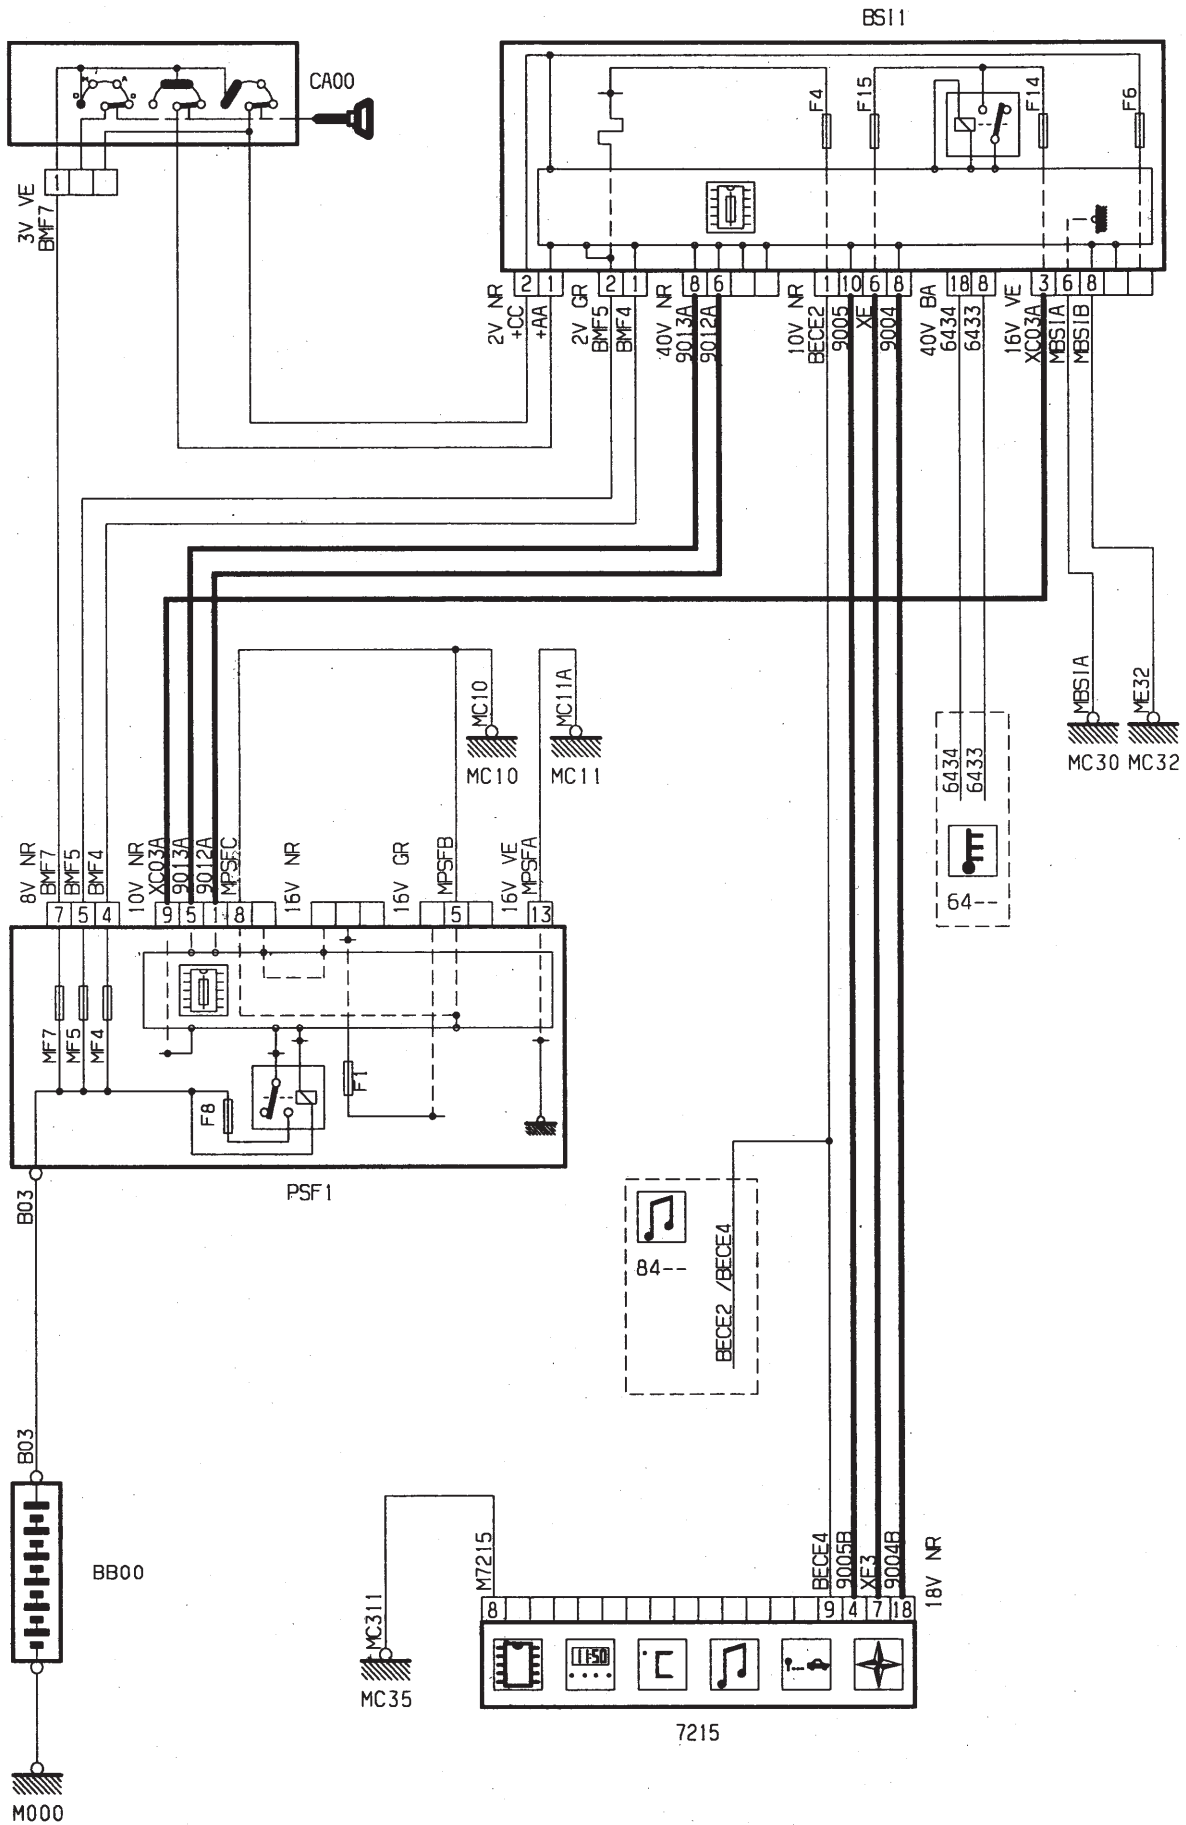 BSI1
CA00
M
A
F4
F15
F14
F6
1
3V VE
BMF7
2 1
2 1
8 6
1 10 6 8
18 8
3 6 8
2V NR
+CC
+AA
2V GR
BMF5
BMF4
40V NR
9013A
9012A
10V NR
BECE2
9005
XE
9004
40V BA
6434
6433
16V VE
XC03A
MBSIA
MBSIB
MC10
MC11A
MBSIA
ME32
MC10
MC11
MC30
MC32
6434
6433
64--
8V NR
BMF7
BMF5
BMF4
10V NR
XC03A
9013A
9012A
MPSFC
16V NR
16V GR
MPSFB
16V VE
MPSFA
7 5 4
9 5 1 8
5
13
MF7
MF5
MF4
F8
F1
PSF1
B03
84--
BECE2 /BECE4
B03
BB00
M7215
MC311
MC35
BECE4
9005B
XE3
9004B
18V NR
8
9 4 7 18
11:50
°C
7215
M000